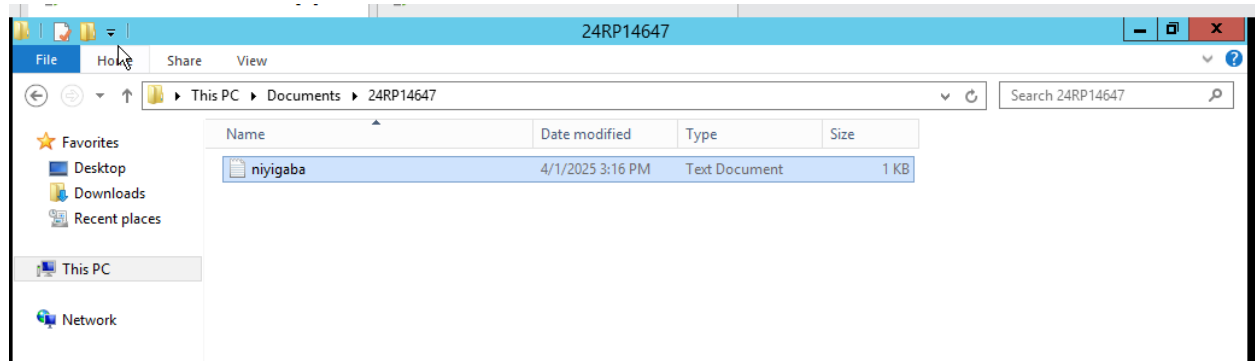 24RP14647
File Home Share View
This PC Documents 24RP14647 Search 24RP14647
Name Date modified Type Size
Favorites
niyigaba 4/1/2025 3:16 PM Text Document 1 KB
Desktop
Downloads
Recent places
This PC
Network